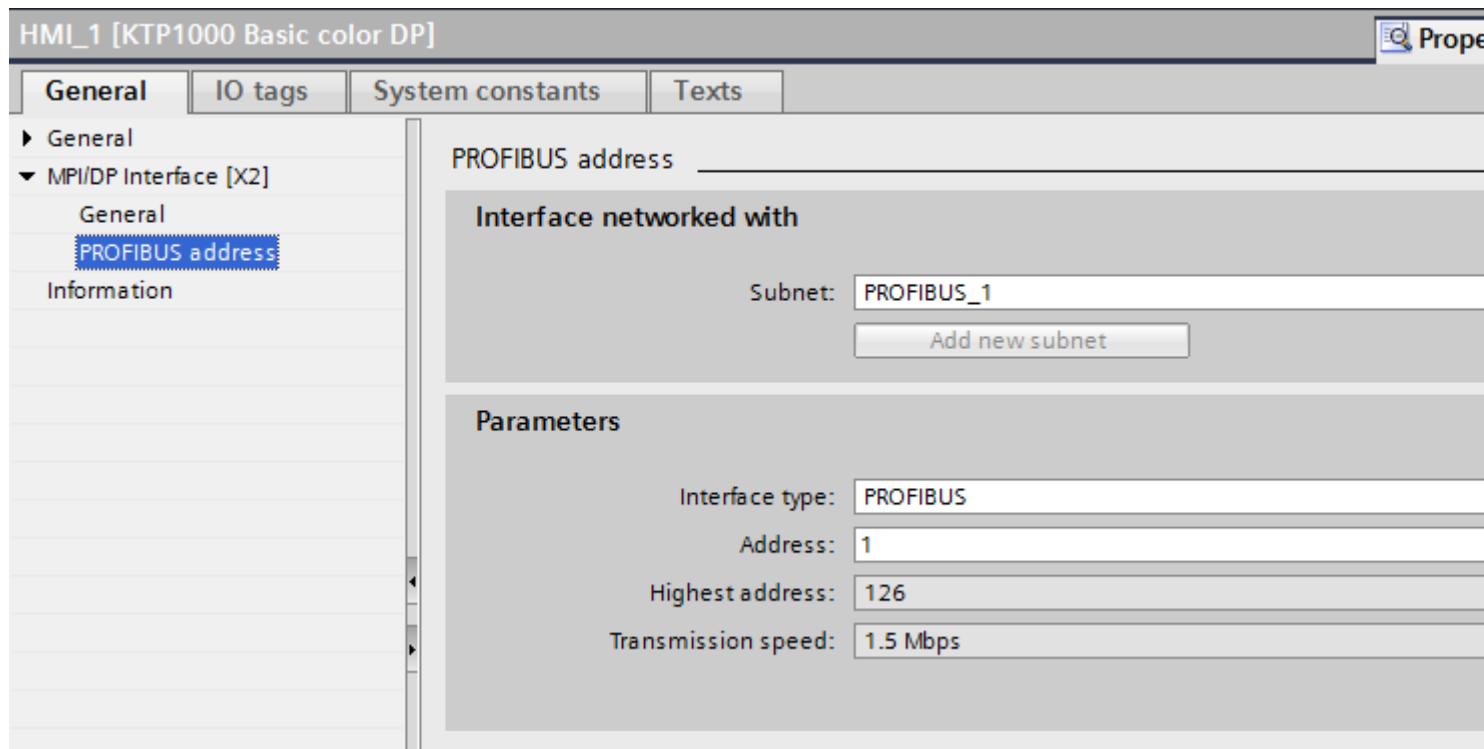 HMI_1 [KTP1000 Basic color DP]
Prope
General IO tags System constants Texts
General
MPI/DP Interface [X2]
General
PROFIBUS address
Information
PROFIBUS address
Interface networked with
Subnet: PROFIBUS_1
Add new subnet
Parameters
Interface type: PROFIBUS
Address: 1
Highest address: 126
Transmission speed: 1.5 Mbps